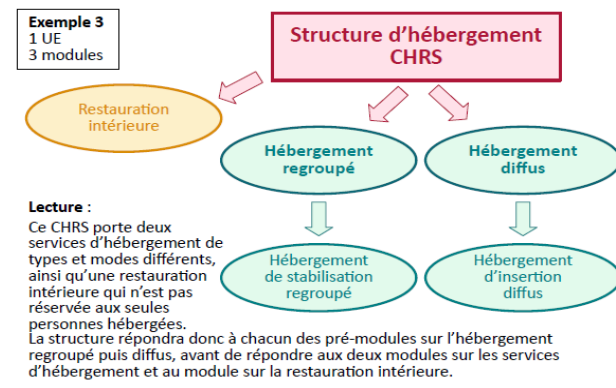 Exemple 3
1 UE
3 modules
Structure d'hébergement
CHRS
Restauration
intérieure
Hébergement
regroupé
Hébergement
diffus
Hébergement
de stabilisation
regroupé
Hébergement
d'insertion
diffus
Lecture :
Ce CHRS porte deux
services d'hébergement de
types et modes différents,
ainsi qu'une restauration
intérieure qui n'est pas
réservée aux seules
personnes hébergées.
La structure répondra donc à chacun des pré-modules sur l'hébergement
regroupé puis diffus, avant de répondre aux deux modules sur les services
d'hébergement et au module sur la restauration intérieure.